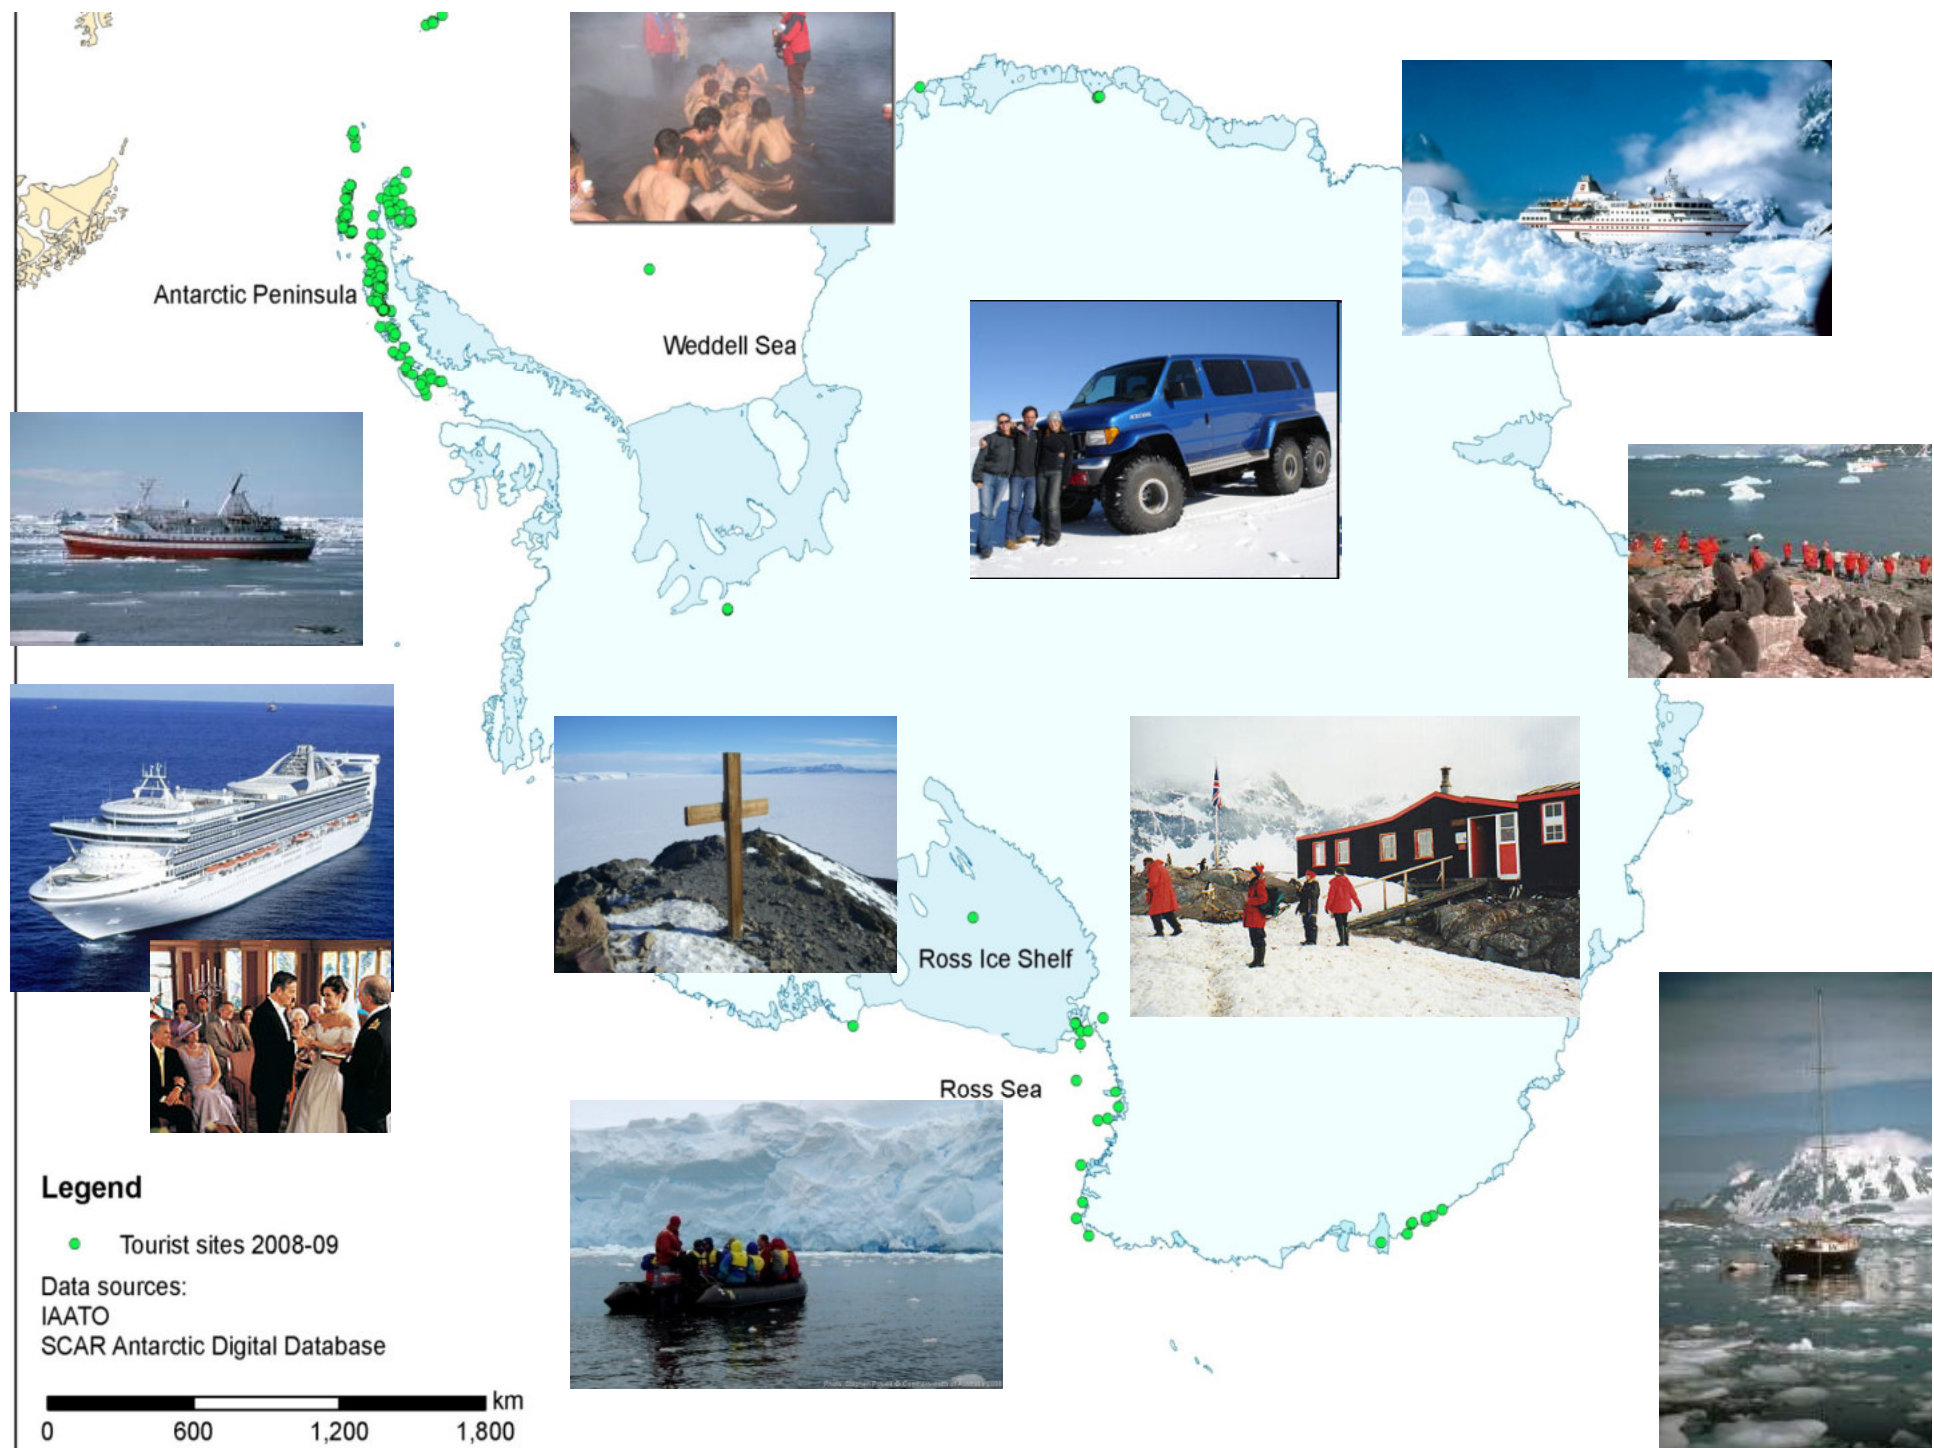 Antarctic Peninsula
Weddell Sea
Ross Ice Shelf
Ross Sea
Legend
Tourist sites 2008-09
Data sources:
IAATO
SCAR Antarctic Digital Database
km
0 600 1,200 1,800